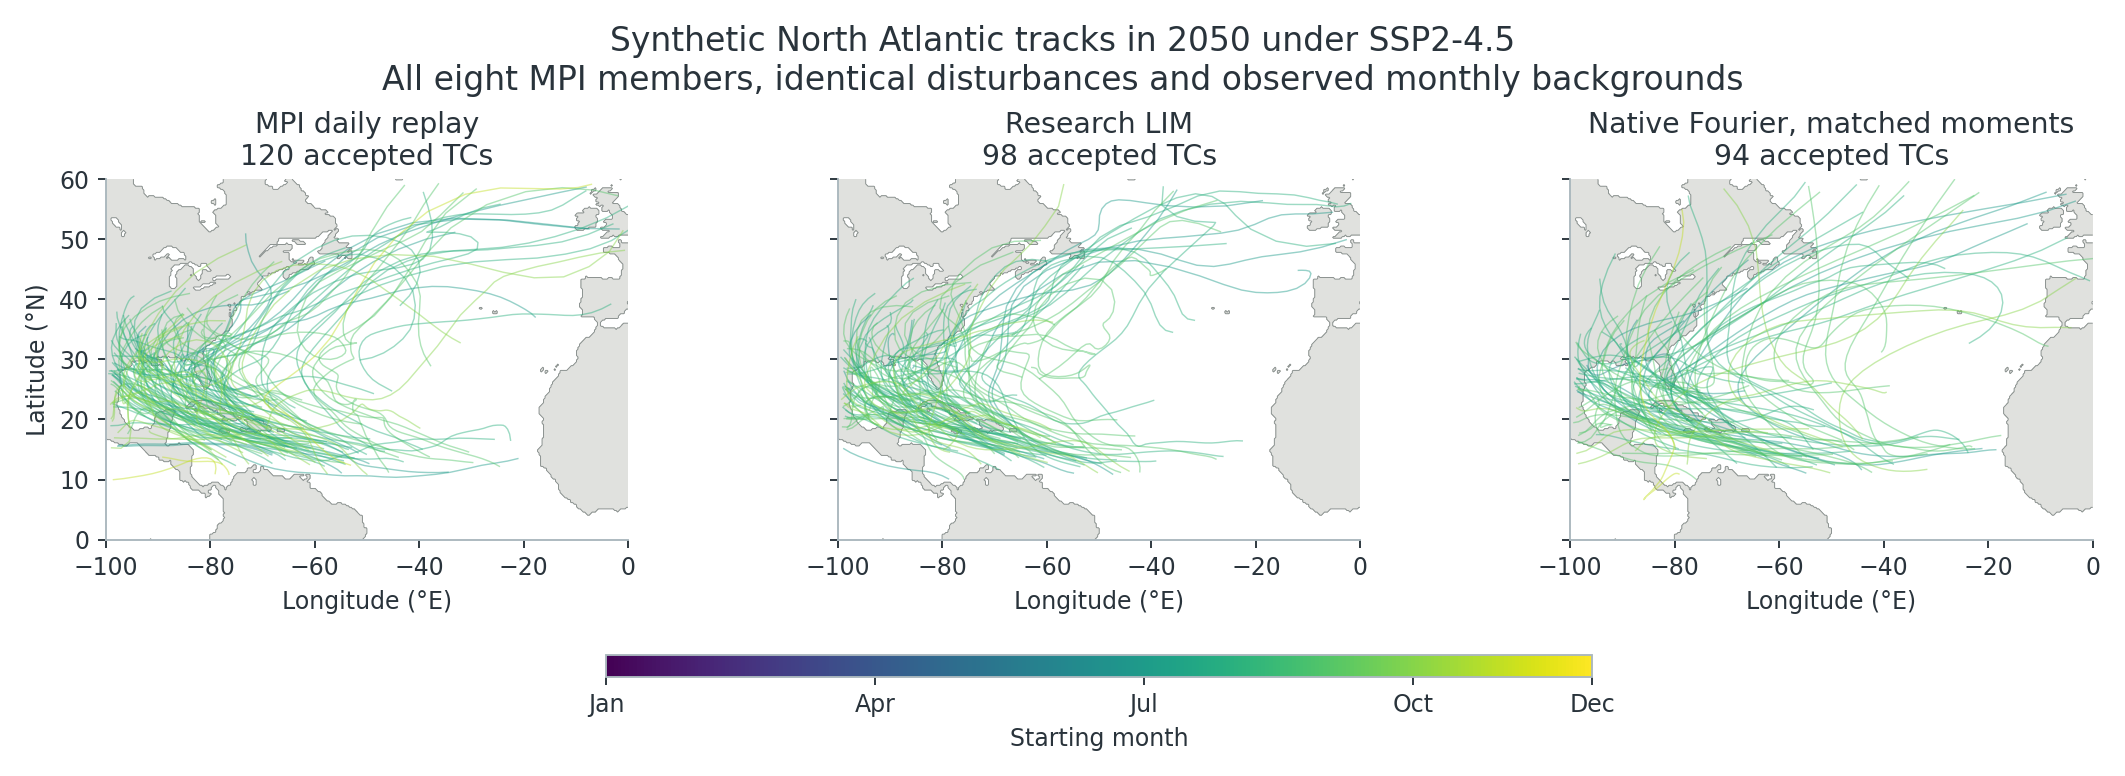 Synthetic North Atlantic tracks in 2050 under SSP2-4.5
All eight MPI members, identical disturbances and observed monthly backgrounds
MPI daily replay
120 accepted TCs
Research LIM
98 accepted TCs
Native Fourier, matched moments
94 accepted TCs
Latitude (°N)
60
50
40
30
20
10
0
−100 −80 −60 −40 −20 0
−100 −80 −60 −40 −20 0
−100 −80 −60 −40 −20 0
Longitude (°E)
Longitude (°E)
Longitude (°E)
Jan Apr Jul Oct Dec
Starting month